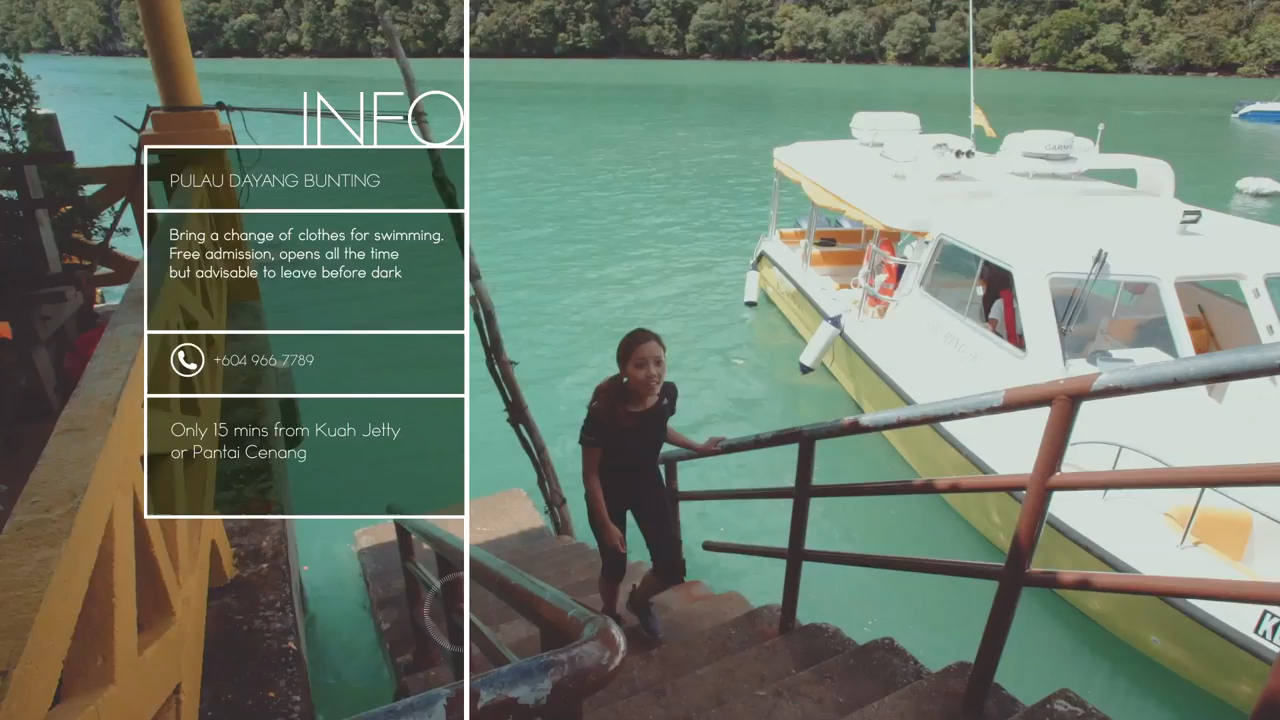 INFO
PULAU DAYANG BUNTING
Bring a change of clothes for swimming.
Free admission, opens all the time
but advisable to leave before dark
+604 966 7789
Only 15 mins from Kuah Jetty
or Pantai Cenang
GARMIN